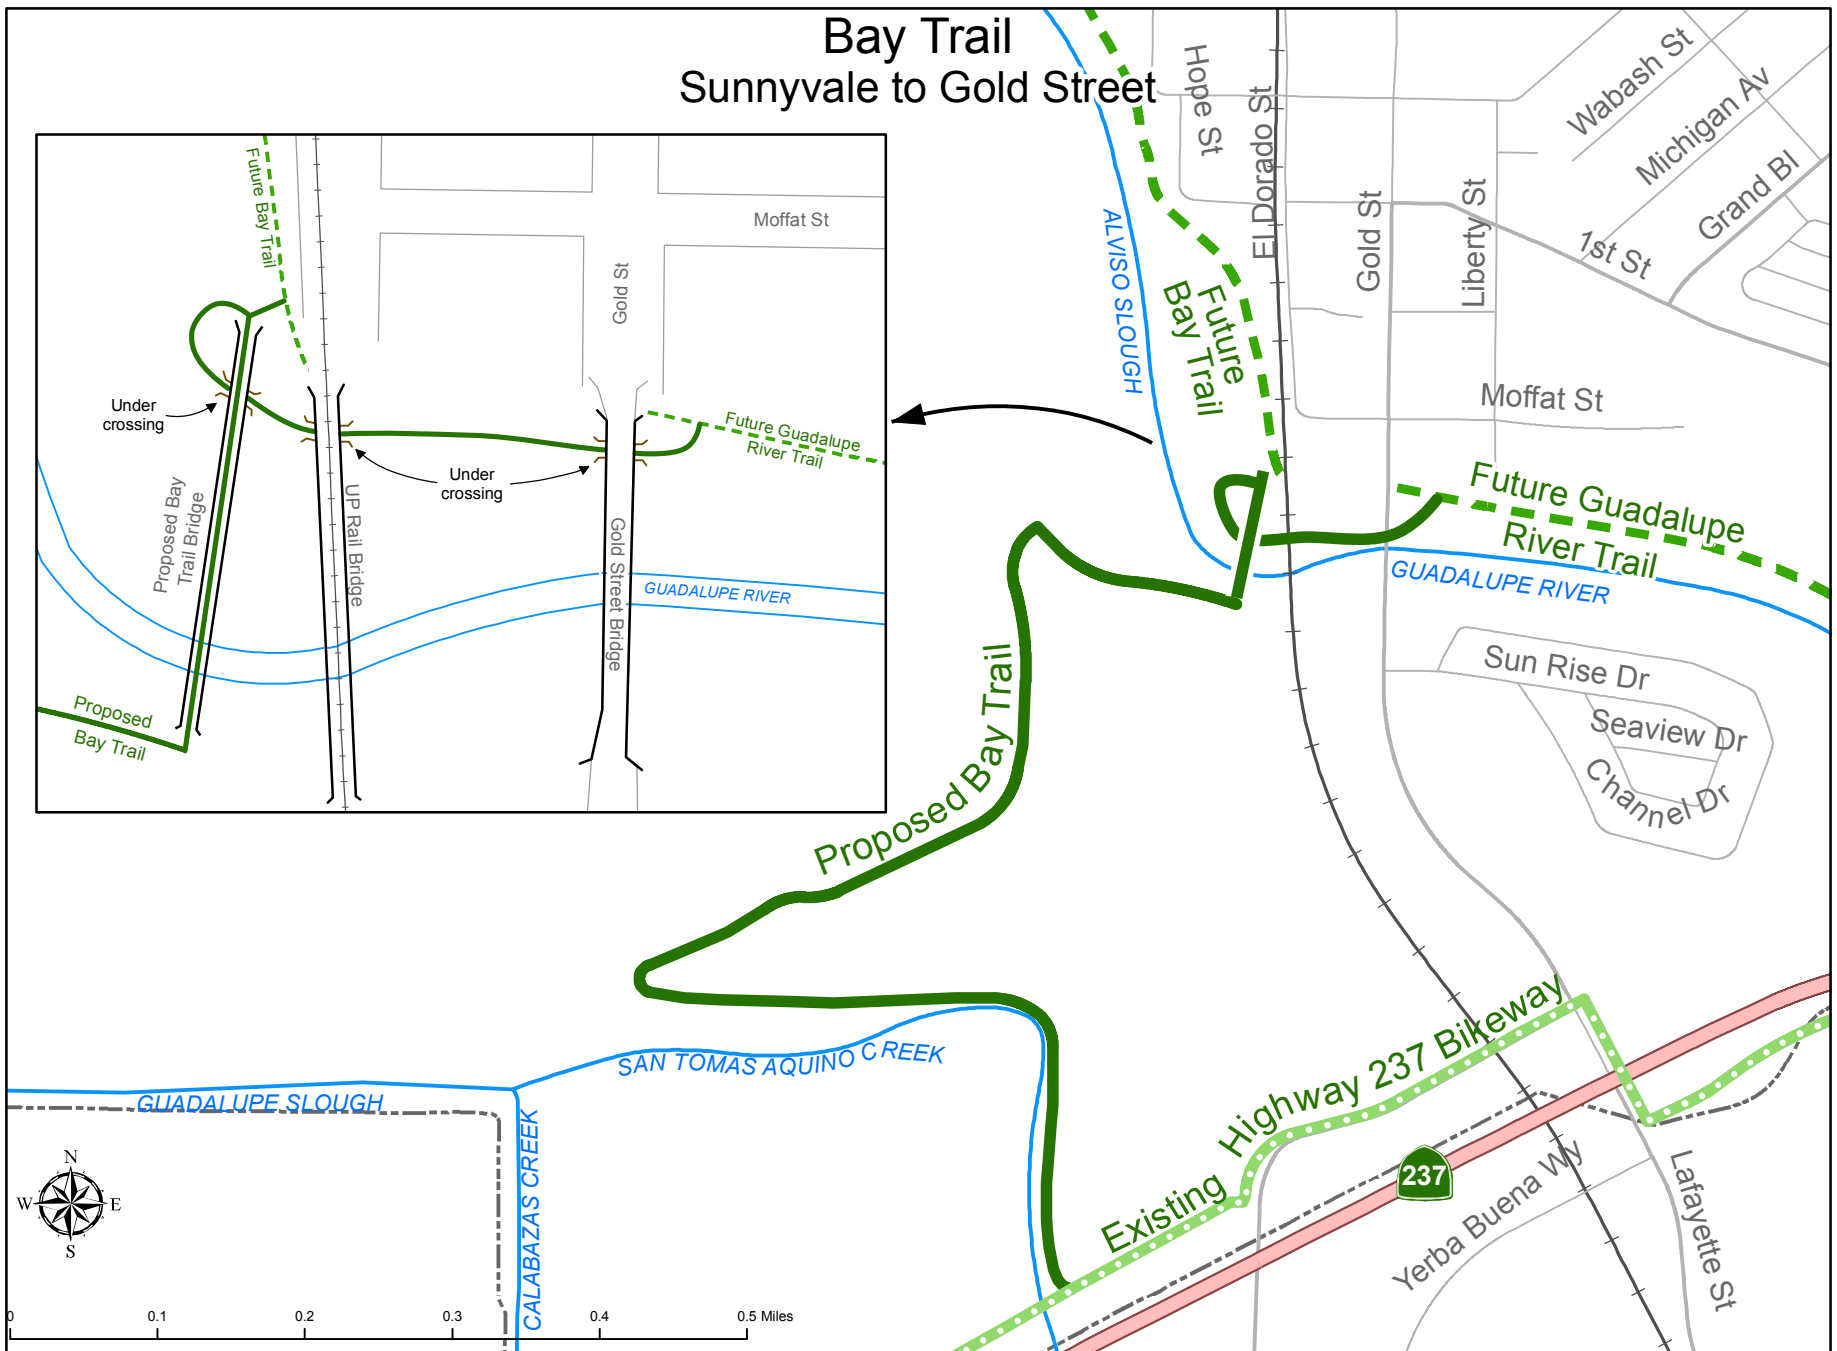 Bay Trail
Sunnyvale to Gold Street
Future Bay Trail
Moffat St
Gold St
Under
crossing
Future Guadalupe
River Trail
Under
crossing
Proposed Bay
Trail Bridge
UP Rail Bridge
Gold Street Bridge
GUADALUPE RIVER
Proposed
Bay Trail
Hope St
El Dorado St
Gold St
Liberty St
Wabash St
Michigan Av
Grand Bl
1st St
ALVISO SLOUGH
Future
Bay Trail
Moffat St
Future Guadalupe
River Trail
GUADALUPE RIVER
Sun Rise Dr
Seaview Dr
Channel Dr
Proposed Bay Trail
SAN TOMAS AQUINO CREEK
GUADALUPE SLOUGH
CALABAZAS CREEK
Existing Highway 237 Bikeway
237
Yerba Buena Wy
Lafayette St
N
W E
S
0 0.1 0.2 0.3 0.4 0.5 Miles